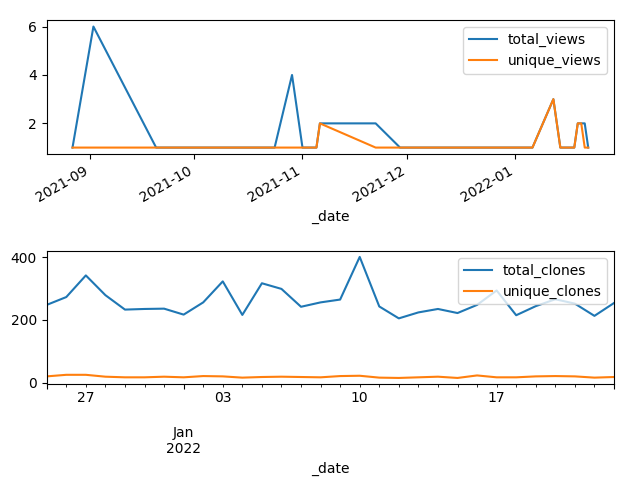 6
4
2
total_views
unique_views
2021-09
2021-10
2021-11
2021-12
2022-01
_date
400
200
0
total_clones
unique_clones
27
03
10
17
Jan
2022
_date